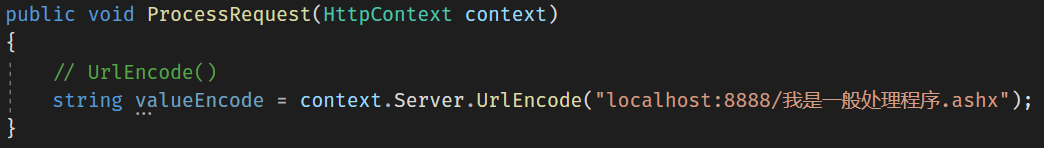 public void ProcessRequest(HttpContext context)
{
// UrlEncode()
string valueEncode = context.Server.UrlEncode("localhost:8888/我是一般处理程序.ashx");
}